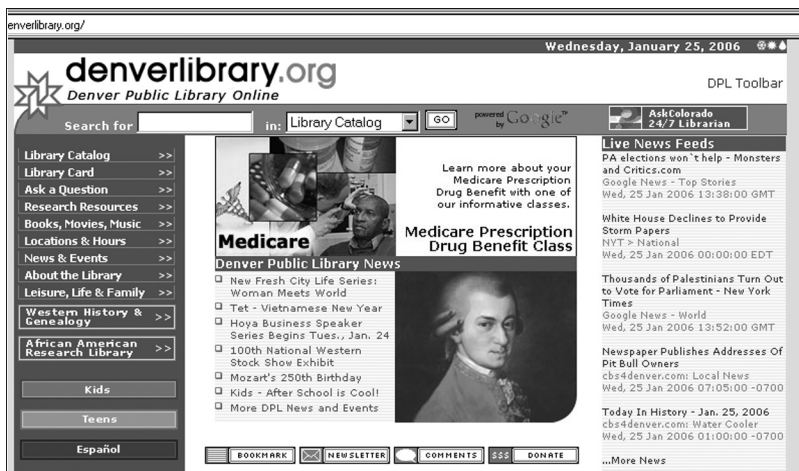 enverlibrary.org/
Wednesday, January 25, 2006
denverlibrary.org
Denver Public Library Online
DPL Toolbar
Search for in: Library Catalog GO powered by Google™
AskColorado
24/7 Librarian
Library Catalog >>
Library Card >>
Ask a Question >>
Research Resources >>
Books, Movies, Music >>
Locations & Hours >>
News & Events >>
About the Library >>
Leisure, Life & Family >>
Western History &
Genealogy >>
African American
Research Library >>
Kids
Teens
Español
Learn more about your
Medicare Prescription
Drug Benefit with one of
our informative classes.
Medicare
Medicare Prescription
Drug Benefit Class
Denver Public Library News
New Fresh City Life Series:
Woman Meets World
Tet - Vietnamese New Year
Hoya Business Speaker
Series Begins Tues., Jan. 24
100th National Western
Stock Show Exhibit
Mozart's 250th Birthday
Kids - After School is Cool!
More DPL News and Events
BOOKMARK NEWSLETTER COMMENTS $$$ DONATE
Live News Feeds
PA elections won`t help - Monsters
and Critics.com
Google News - Top Stories
Wed, 25 Jan 2006 13:38:00 GMT
White House Declines to Provide
Storm Papers
NYT > National
Wed, 25 Jan 2006 00:00:00 EDT
Thousands of Palestinians Turn Out
to Vote for Parliament - New York
Times
Google News - World
Wed, 25 Jan 2006 13:52:00 GMT
Newspaper Publishes Addresses Of
Pit Bull Owners
cbs4denver.com: Local News
Wed, 25 Jan 2006 07:05:00 -0700
Today In History - Jan. 25, 2006
cbs4denver.com: Water Cooler
Wed, 25 Jan 2006 01:00:00 -0700
...More News